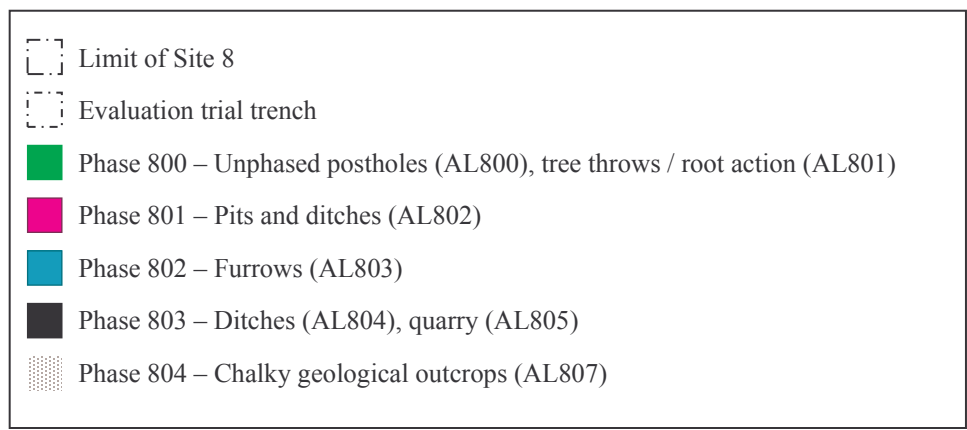 Limit of Site 8
Evaluation trial trench
Phase 800 – Unphased postholes (AL800), tree throws / root action (AL801)
Phase 801 – Pits and ditches (AL802)
Phase 802 – Furrows (AL803)
Phase 803 – Ditches (AL804), quarry (AL805)
Phase 804 – Chalky geological outcrops (AL807)